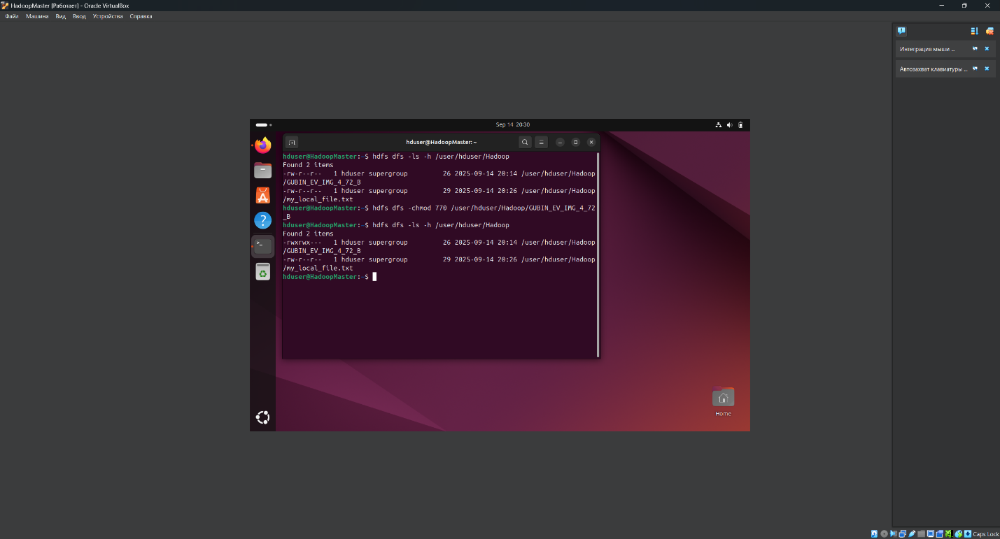 HadoopMaster [Работает] - Oracle VirtualBox
Файл Машина Вид Ввод Устройства Справка
Интеграция мыши ...
Автозахват клавиатуры ...
Sep 14 20:30
hduser@HadoopMaster: ~
hduser@HadoopMaster:~$ hdfs dfs -ls -h /user/hduser/Hadoop
Found 2 items
-rw-r--r--   1 hduser supergroup         26 2025-09-14 20:14 /user/hduser/Hadoop
/GUBIN_EV_IMG_4_72_B
-rw-r--r--   1 hduser supergroup         29 2025-09-14 20:26 /user/hduser/Hadoop
/my_local_file.txt
hduser@HadoopMaster:~$ hdfs dfs -chmod 770 /user/hduser/Hadoop/GUBIN_EV_IMG_4_72
_B
hduser@HadoopMaster:~$ hdfs dfs -ls -h /user/hduser/Hadoop
Found 2 items
-rwxrwx---   1 hduser supergroup         26 2025-09-14 20:14 /user/hduser/Hadoop
/GUBIN_EV_IMG_4_72_B
-rw-r--r--   1 hduser supergroup         29 2025-09-14 20:26 /user/hduser/Hadoop
/my_local_file.txt
hduser@HadoopMaster:~$
Home
Caps Lock